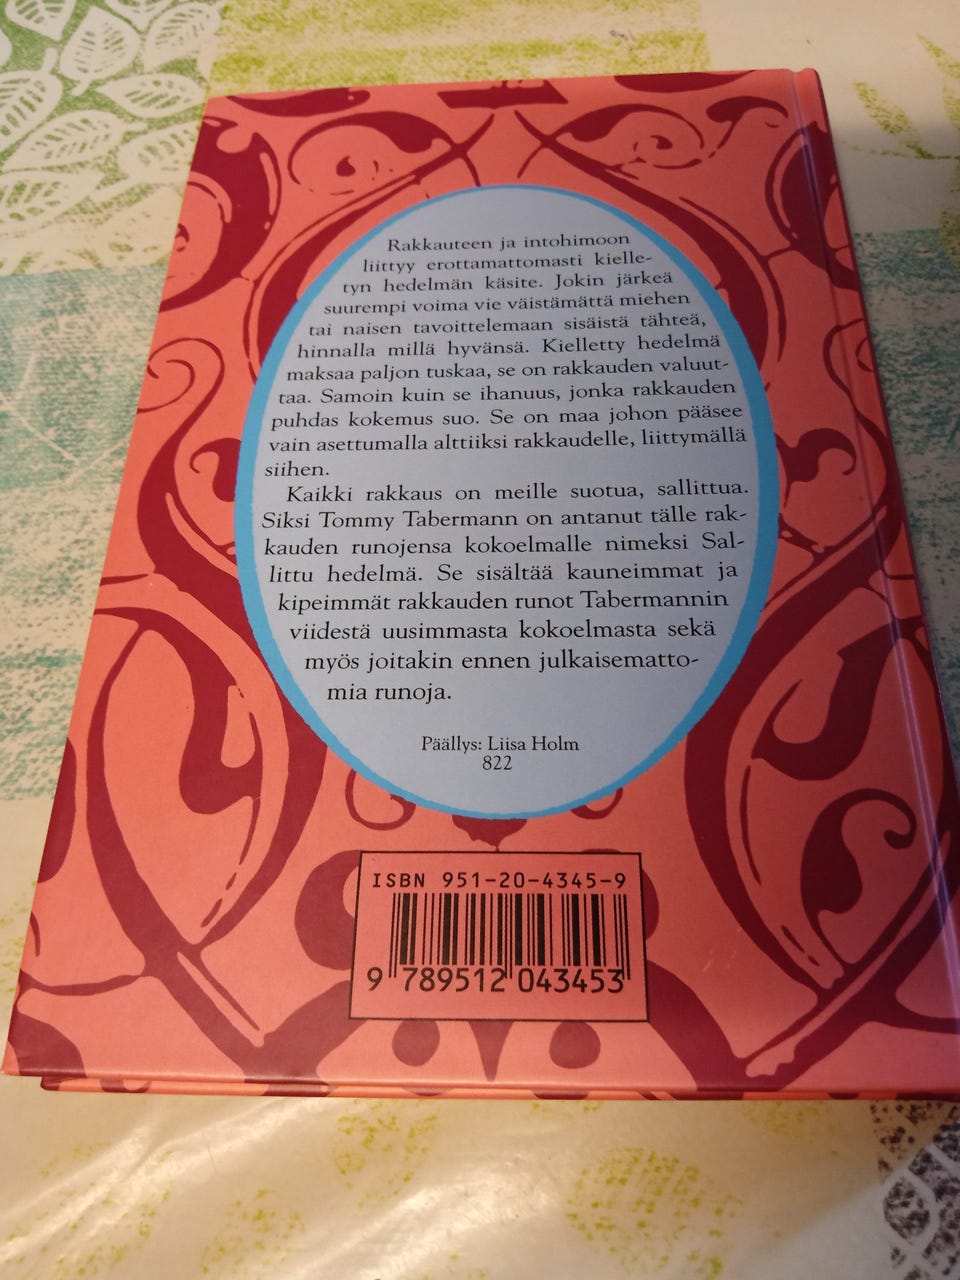 Rakkauteen ja intohimoon
liittyy erottamattomasti kielle-
tyn hedelmän käsite. Jokin järkeä
suurempi voima vie väistämättä miehen
tai naisen tavoittelemaan sisäistä tähteä,
hinnalla millä hyvänsä. Kielletty hedelmä
maksaa paljon tuskaa, se on rakkauden valuut-
taa. Samoin kuin se ihanuus, jonka rakkauden
puhdas kokemus suo. Se on maa johon pääsee
vain asettumalla alttiiksi rakkaudelle, liittymällä
siihen.
Kaikki rakkaus on meille suotua, sallittua.
Siksi Tommy Tabermann on antanut tälle rak-
kauden runojensa kokoelmalle nimeksi Sal-
littu hedelmä. Se sisältää kauneimmat ja
kipeimmät rakkauden runot Tabermannin
viidestä uusimmasta kokoelmasta sekä
myös joitakin ennen julkaisematto-
mia runoja.
Päällys: Liisa Holm
822
ISBN 951-20-4345-9
9 789512 043453